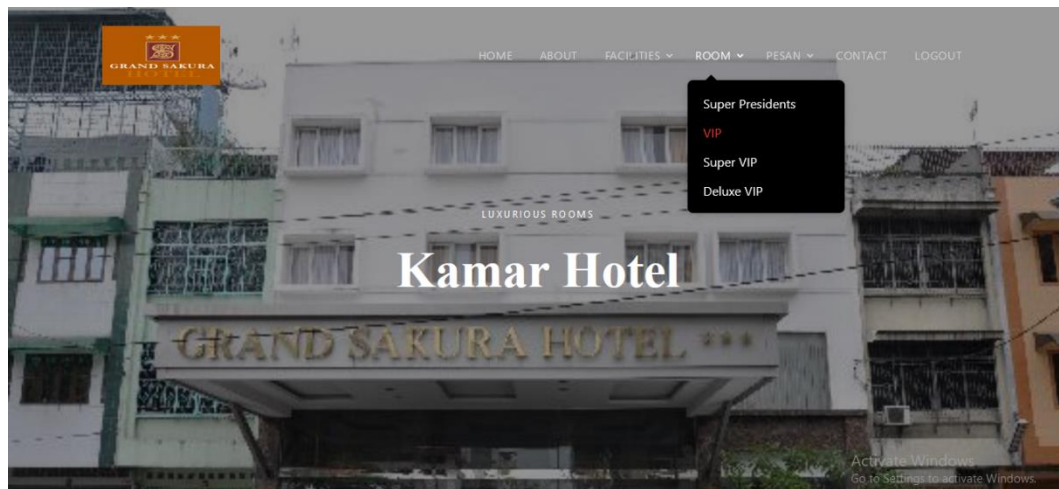 ★★★
GRAND SAKURA
HOTEL
HOME ABOUT FACILITIES ROOM PESAN CONTACT LOGOUT
Super Presidents
VIP
Super VIP
Deluxe VIP
LUXURIOUS ROOMS
Kamar Hotel
GRAND SAKURA HOTEL ★★★
Activate Windows
Go to Settings to activate Windows.